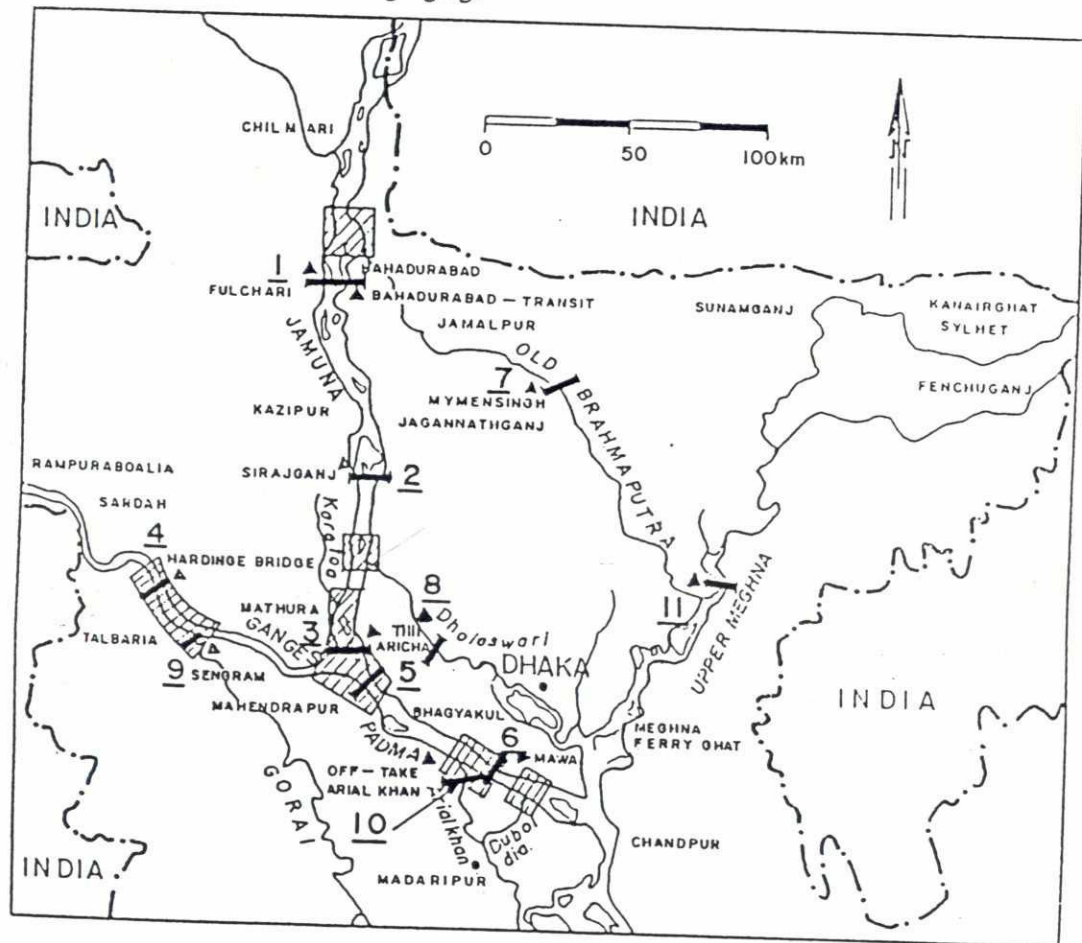 CHILMARI
0 50 100km
INDIA
INDIA
1
BAHADURABAD
FULCHARI
BAHADURABAD – TRANSIT
SUNAMGANJ
KANAIRGHAT
SYLHET
JAMALPUR
JAMUNA
OLD
BRAHMAPUTRA
7
MYMENSINGH
JAGANNATHGANJ
FENCHUGANJ
KAZIPUR
RAMPURABOALIA
SIRAJGANJ
2
SARDAH
4
HARDINGE BRIDGE
8
11
MATHURA
GANGES
3
ARICHA
Dholaswari
DHAKA
UPPER MEGHNA
TALBARIA
5
9
SENGRAM
MAHENDRAPUR
BHAGYAKUL
INDIA
PADMA
6
MEGHNA
FERRY GHAT
MAWA
OFF – TAKE
ARIAL KHAN
GORAI
10
CHANDPUR
INDIA
MADARIPUR